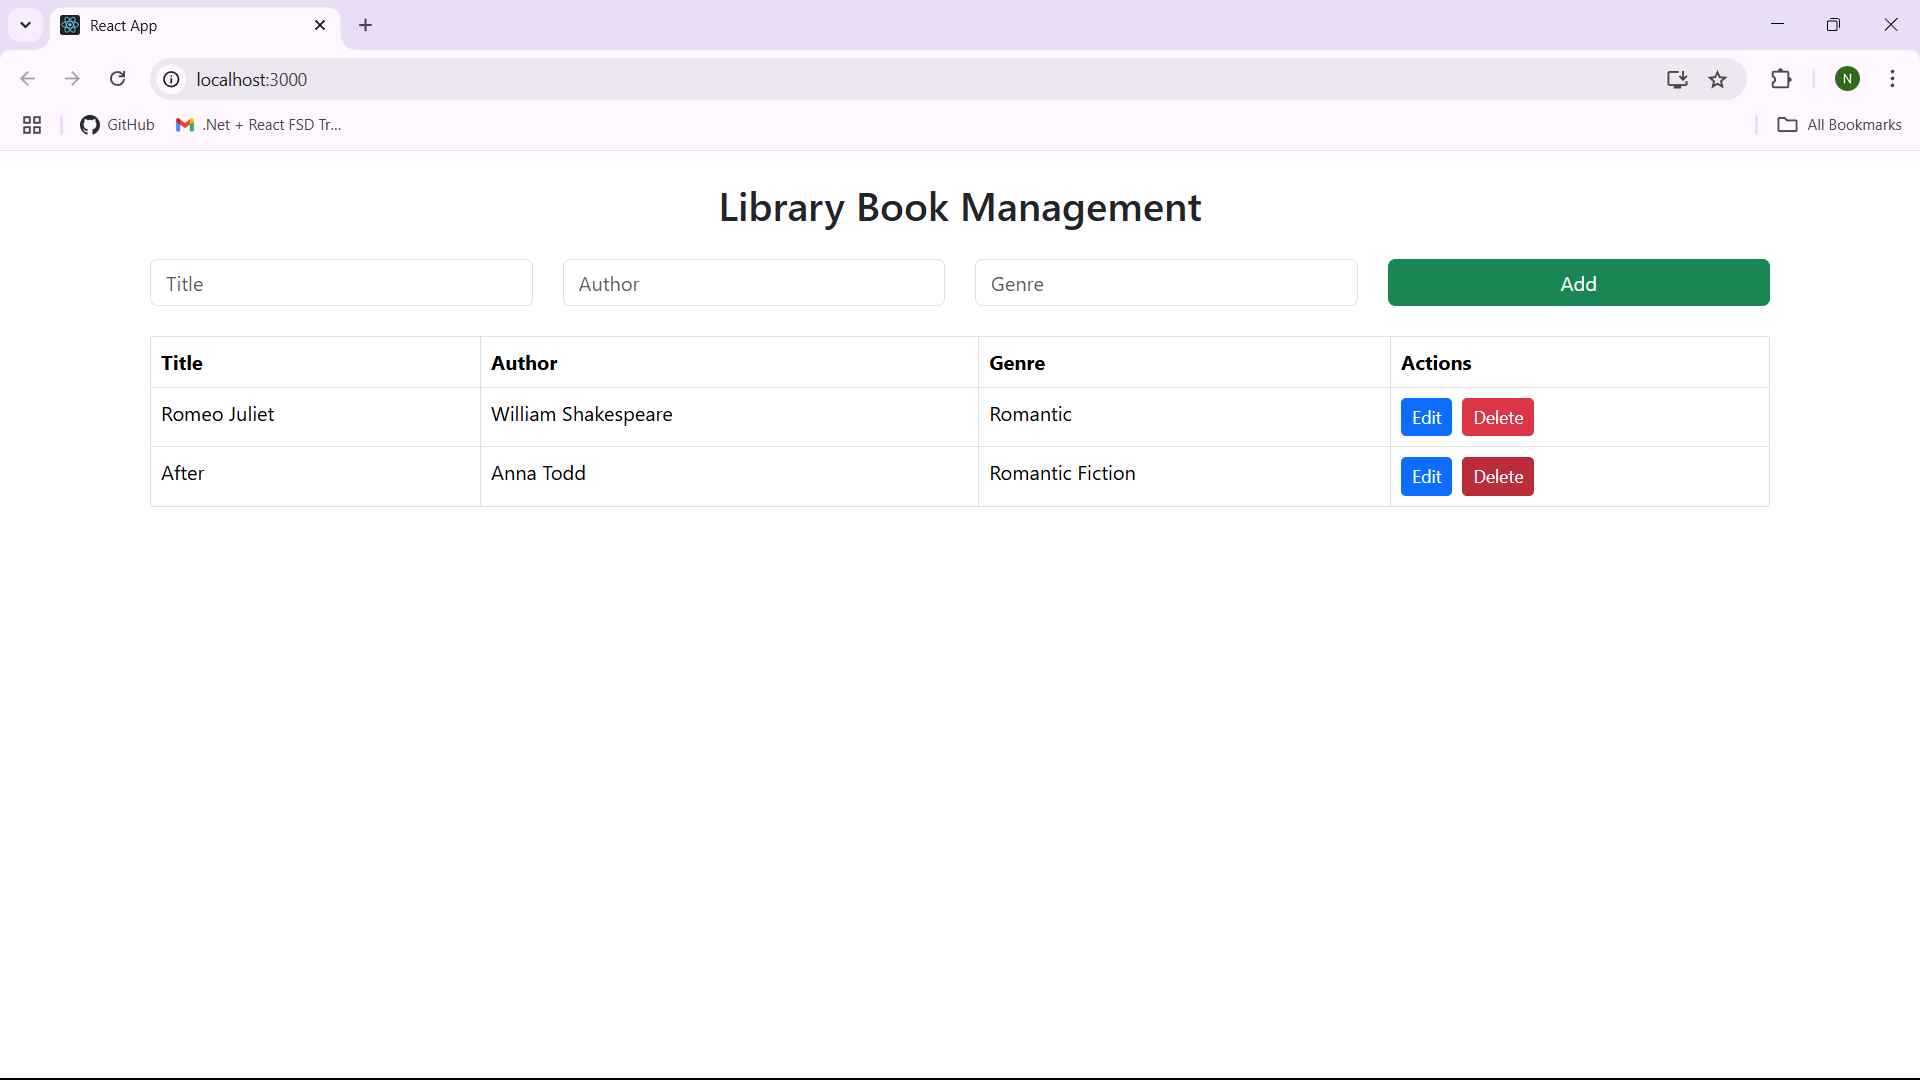 React App
localhost:3000
N
GitHub
.Net + React FSD Tr...
All Bookmarks
Library Book Management
Title
Author
Genre
Add
Title Author Genre Actions
Romeo Juliet William Shakespeare Romantic Edit Delete
After Anna Todd Romantic Fiction Edit Delete